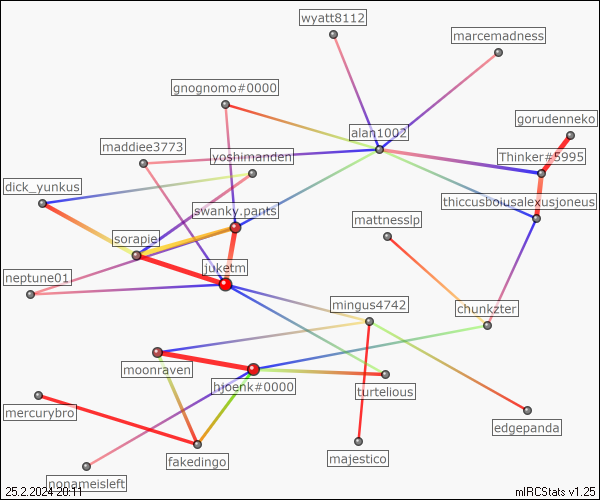 wyatt8112
marcemadness
gnognomo#0000
gorudenneko
alan1002
maddiee3773
yoshimanden
Thinker#5995
dick_yunkus
thiccusboiusalexusjoneus
swanky.pants
mattnesslp
sorapie
juketm
neptune01
mingus4742
chunkzter
moonraven
hjoenk#0000
turtelious
mercurybro
edgepanda
fakedingo
majestico
nonameisleft
25.2.2024 20:11
mIRCStats v1.25